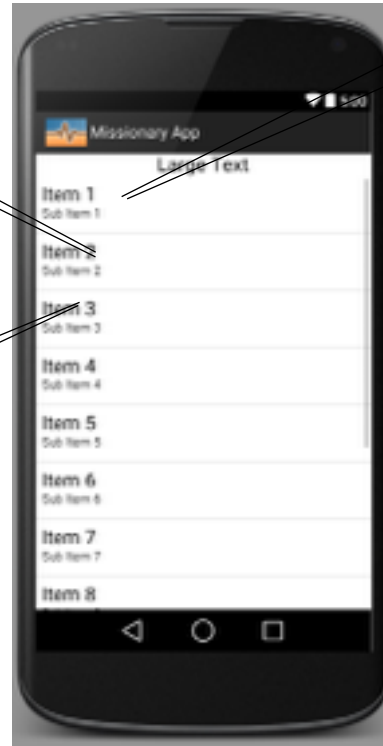 5:00
Missionary App
Large Text
Item 1
Sub Item 1
Item 2
Sub Item 2
Item 3
Sub Item 3
Item 4
Sub Item 4
Item 5
Sub Item 5
Item 6
Sub Item 6
Item 7
Sub Item 7
Item 8